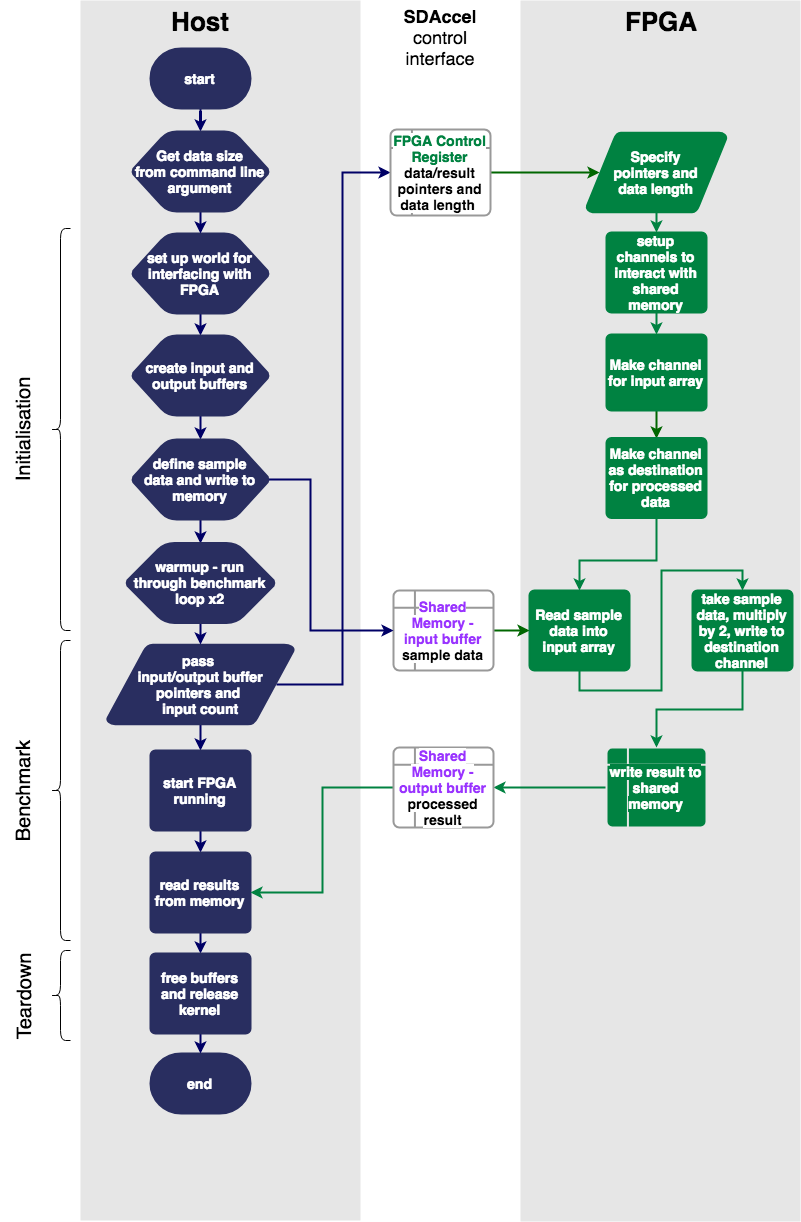 Host
SDAccel
control
interface
FPGA
start
Get data size
from command line
argument
set up world for
interfacing with
FPGA
create input and
output buffers
define sample
data and write to
memory
warmup - run
through benchmark
loop x2
pass
input/output buffer
pointers and
input count
start FPGA
running
read results
from memory
free buffers
and release
kernel
end
Initialisation
Benchmark
Teardown
FPGA Control
Register
data/result
pointers and
data length
Shared
Memory -
input buffer
sample data
Shared
Memory -
output buffer
processed
result
Specify
pointers and
data length
setup
channels to
interact with
shared
memory
Make channel
for input array
Make channel
as destination
for processed
data
Read sample
data into
input array
take sample
data, multiply
by 2, write to
destination
channel
write result to
shared
memory